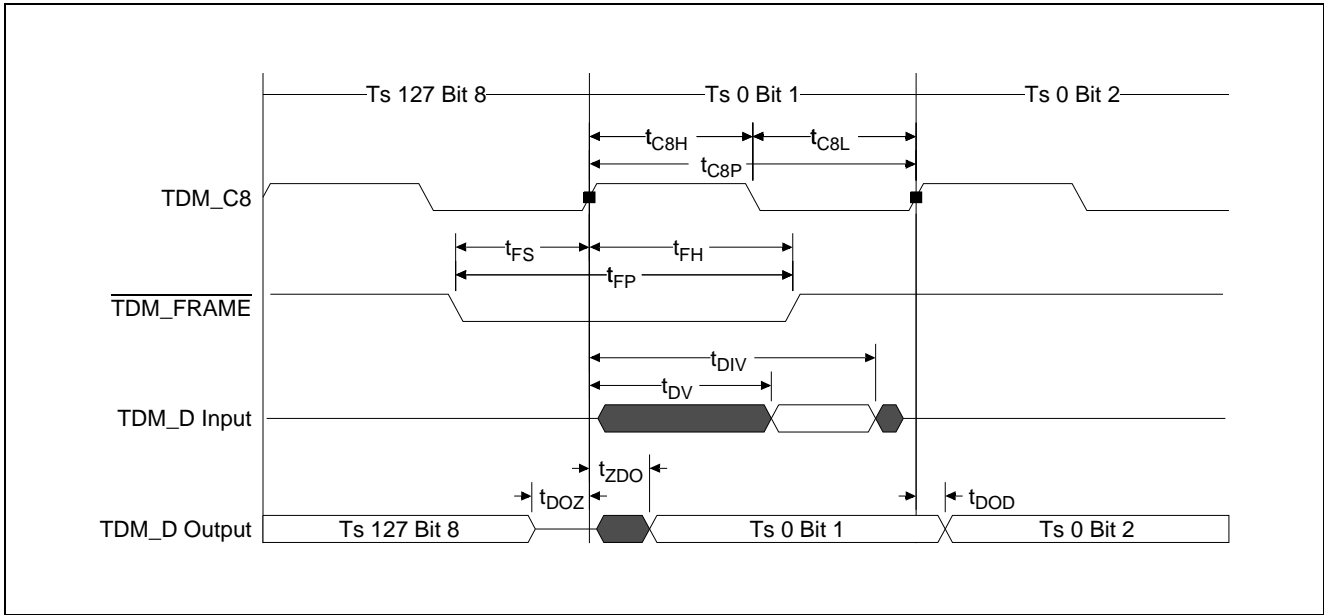 Ts 127 Bit 8 Ts 0 Bit 1 Ts 0 Bit 2
tC8H tC8L
tC8P
TDM_C8
tFS tFH
tFP
TDM_FRAME
tDIV
tDV
TDM_D Input
tZDO
tDOZ tDOD
TDM_D Output Ts 127 Bit 8 Ts 0 Bit 1 Ts 0 Bit 2